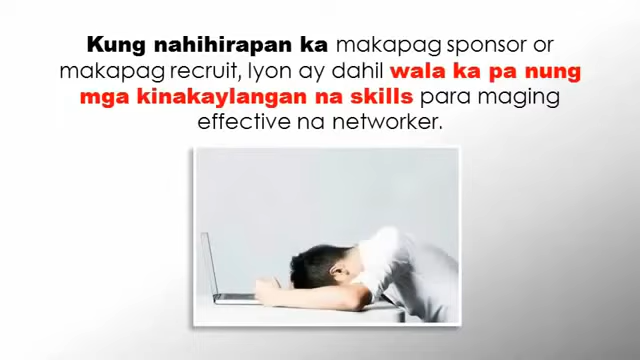 Kung nahihirapan ka makapag sponsor or
makapag recruit, Iyon ay dahil wala ka pa nung
mga kinakaylangan na skills para maging
effective na networker.